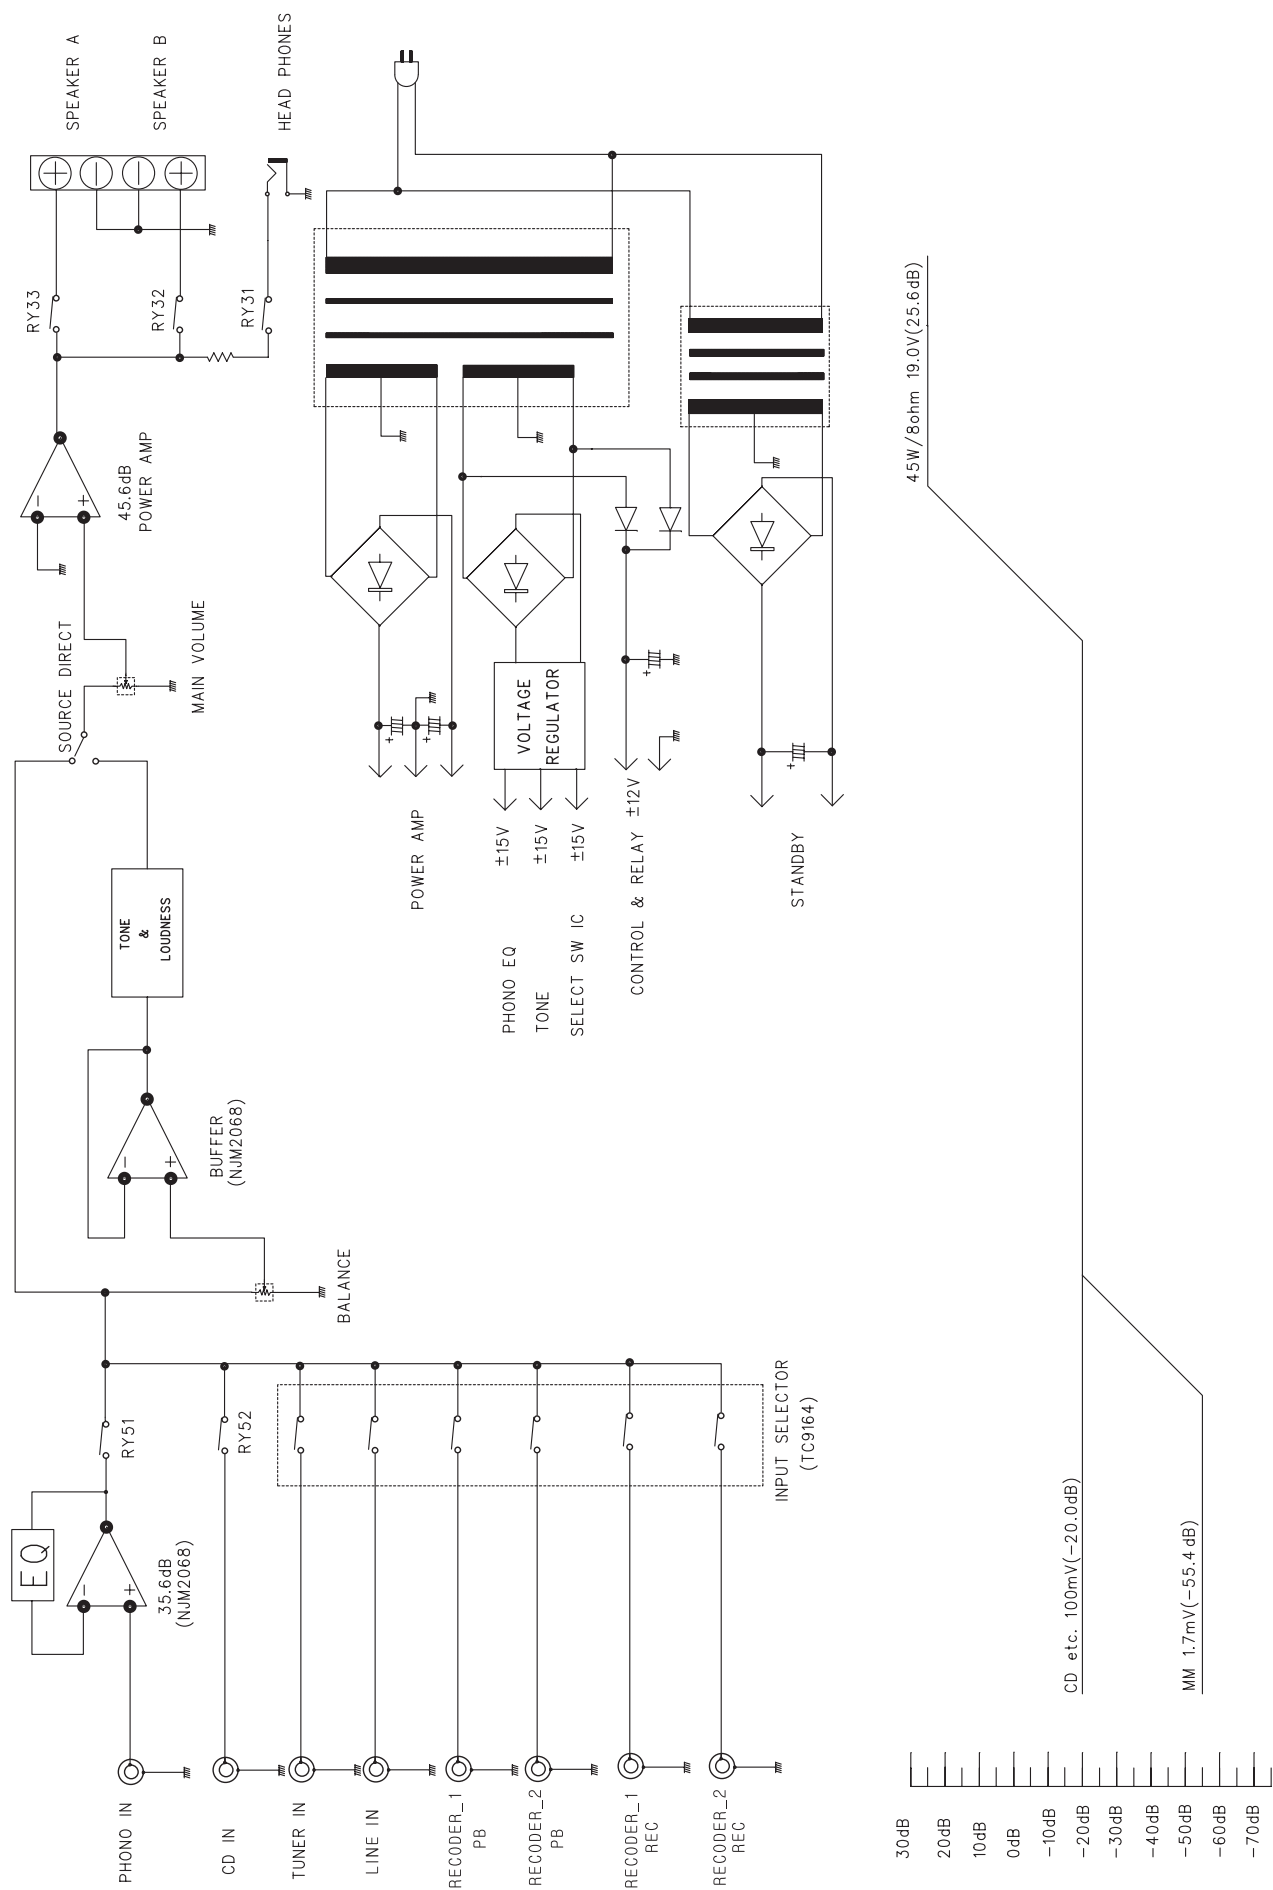 PHONO IN
CD IN
TUNER IN
LINE IN
RECODER_1
PB
RECODER_2
PB
RECODER_1
REC
RECODER_2
REC
EQ
−
+
35.6dB
(NJM2068)
RY51
RY52
INPUT SELECTOR
(TC9164)
BALANCE
−
+
BUFFER
(NJM2068)
TONE
&
LOUDNESS
SOURCE DIRECT
MAIN VOLUME
−
+
45.6dB
POWER AMP
RY33
RY32
RY31
SPEAKER A
SPEAKER B
HEAD PHONES
+
−
−
+
POWER AMP
+
+
VOLTAGE
REGULATOR
PHONO EQ ±15V
TONE ±15V
SELECT SW IC ±15V
CONTROL & RELAY ±12V
+
STANDBY
+
30dB
20dB
10dB
0dB
−10dB
−20dB
−30dB
−40dB
−50dB
−60dB
−70dB
CD etc. 100mV(−20.0dB)
MM 1.7mV(−55.4dB)
45W/8ohm 19.0V(25.6dB)